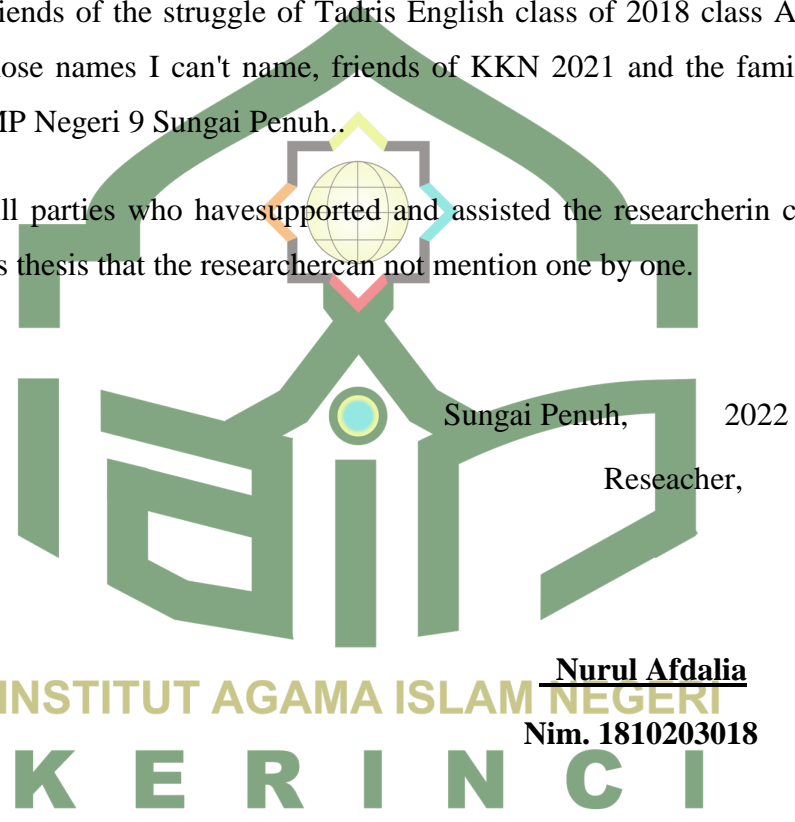 iends of the struggle of Tadris English class of 2018 class A
ose names I can't name, friends of KKN 2021 and the fami
MP Negeri 9 Sungai Penuh..
ll parties who havesupported and assisted the researcherin c
s thesis that the researchercan not mention one by one.
Sungai Penuh, 2022
Reseacher,
Nurul Afdalia
INSTITUT AGAMA ISLAM NEGERI
Nim. 1810203018
KERINCI